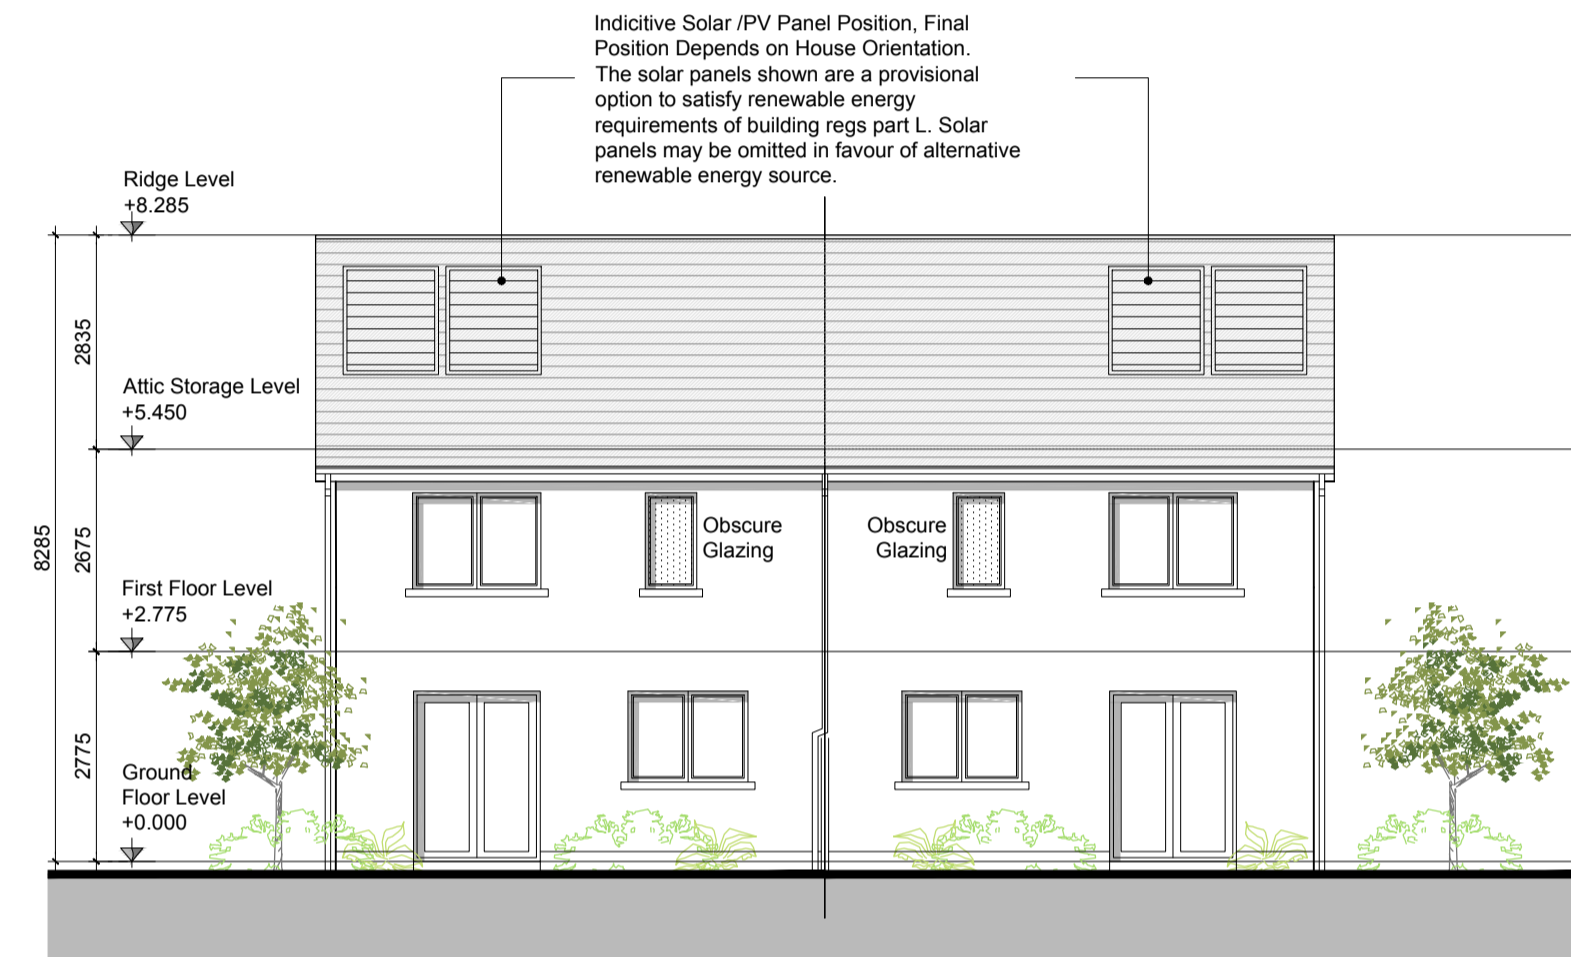 Indicitive Solar /PV Panel Position, Final
Position Depends on House Orientation.
The solar panels shown are a provisional
option to satisfy renewable energy
requirements of building regs part L. Solar
panels may be omitted in favour of alternative
renewable energy source.
Ridge Level
+8.285
2835
Attic Storage Level
+5.450
8285
2675
Obscure
Glazing
Obscure
Glazing
First Floor Level
+2.775
2775
Ground
Floor Level
+0.000